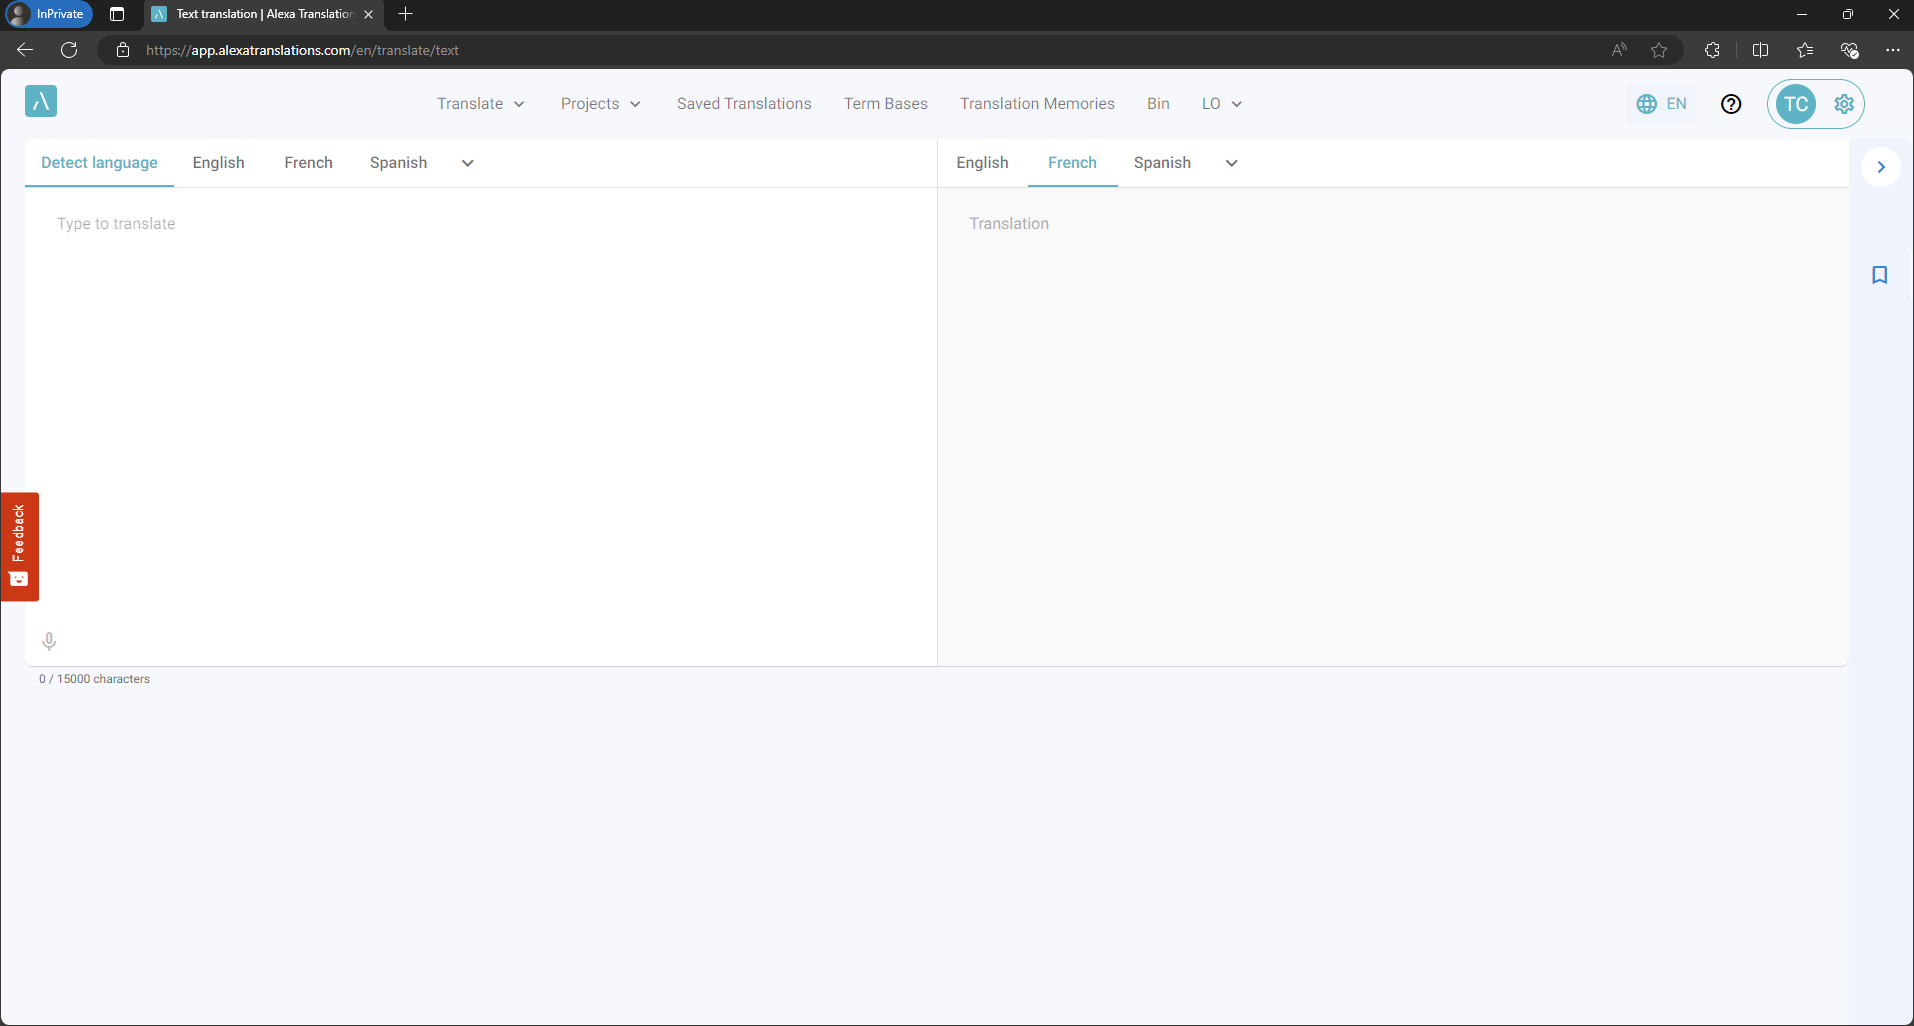 InPrivate
Text translation | Alexa Translation
https://app.alexatranslations.com/en/translate/text
Translate Projects Saved Translations Term Bases Translation Memories Bin LO EN TC
Detect language English French Spanish
English French Spanish
Type to translate
Translation
Feedback
0 / 15000 characters